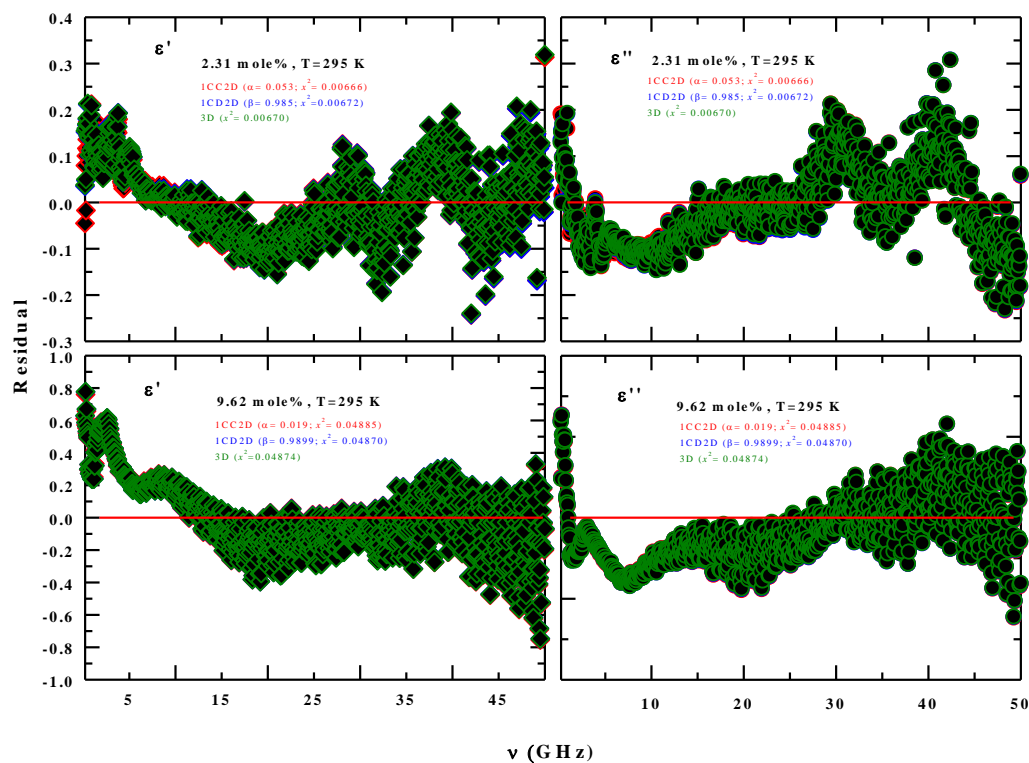 0.4
0.3
0.2
0.1
0.0
-0.1
-0.2
-0.3
ε'
2.31 mole% , T=295 K
1CC2D (α= 0.053; x²= 0.00666)
1CD2D (β= 0.985; x²=0.00672)
3D (x²= 0.00670)
ε''
2.31 mole% , T=295 K
1CC2D (α= 0.053; x²= 0.00666)
1CD2D (β= 0.985; x²= 0.00672)
3D (x²= 0.00670)
Residual
1.0
0.8
0.6
0.4
0.2
0.0
-0.2
-0.4
-0.6
-0.8
-1.0
ε'
9.62 mole% , T=295 K
1CC2D (α= 0.019; x²= 0.04885)
1CD2D (β= 0.9899; x²= 0.04870)
3D (x²=0.04874)
ε''
9.62 mole% , T=295 K
1CC2D (α= 0.019; x²= 0.04885)
1CD2D (β= 0.9899; x²= 0.04870)
3D (x²=0.04874)
5 15 25 35 45
10 20 30 40 50
ν (GHz)